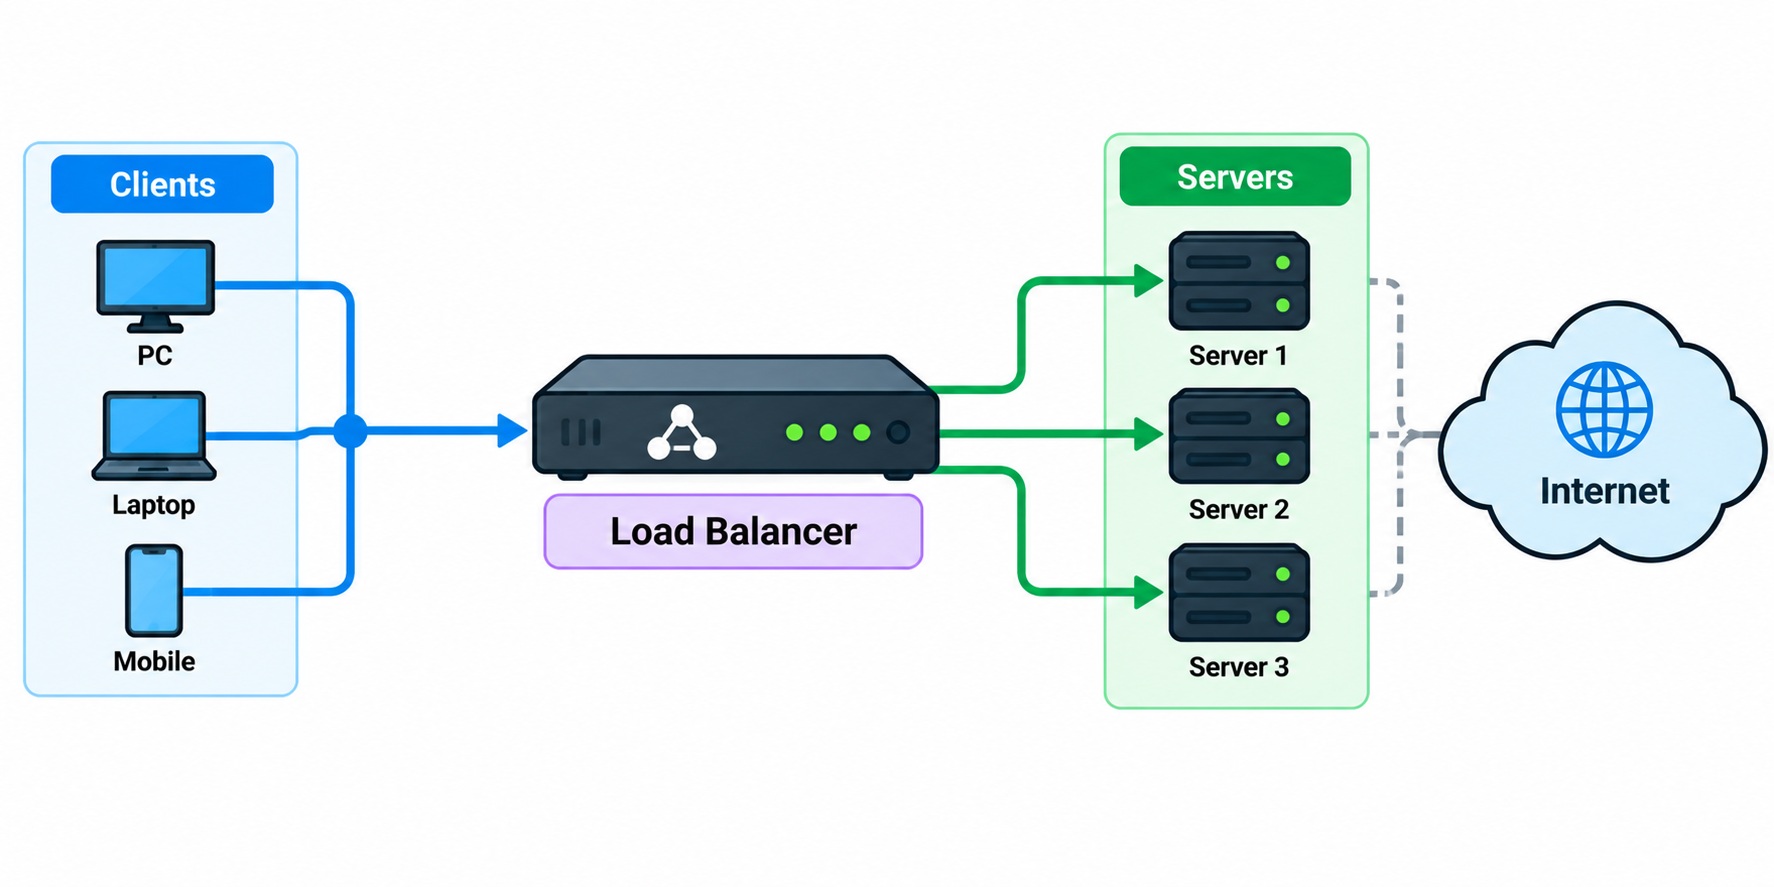 Clients
PC
Laptop
Mobile
Load Balancer
Servers
Server 1
Server 2
Server 3
Internet